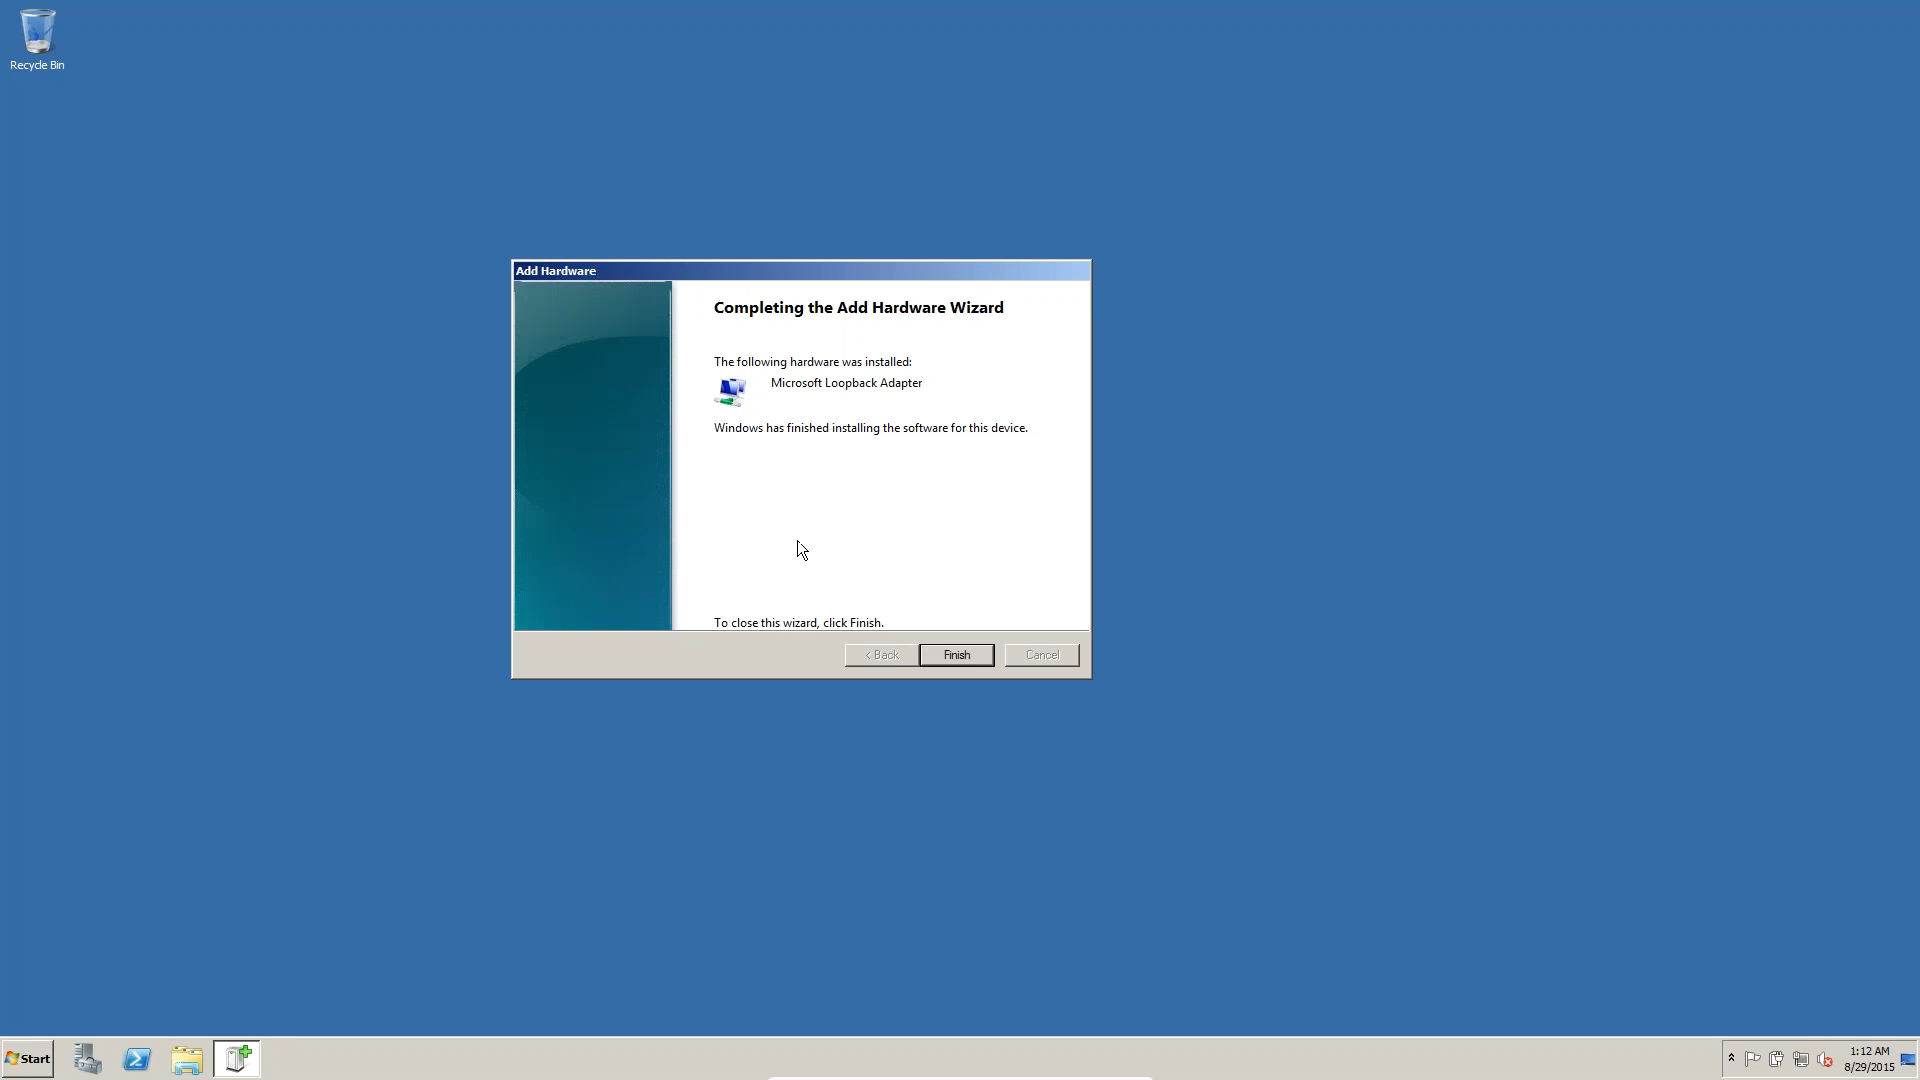 Recycle Bin
Add Hardware
Completing the Add Hardware Wizard
The following hardware was installed:
Microsoft Loopback Adapter
Windows has finished installing the software for this device.
To close this wizard, click Finish.
< Back
Finish
Cancel
Start
1:12 AM
8/29/2015